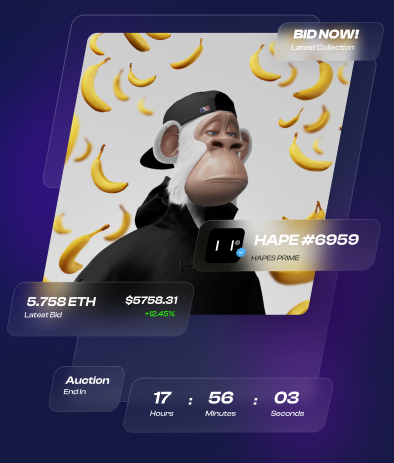 BID NOW!
Latest Collection
HAPE #6959
HAPES PRIME
5.758 ETH
$5758.31
Latest Bid
+12.45%
Auction
End In
17 : 56 : 03
Hours Minutes Seconds